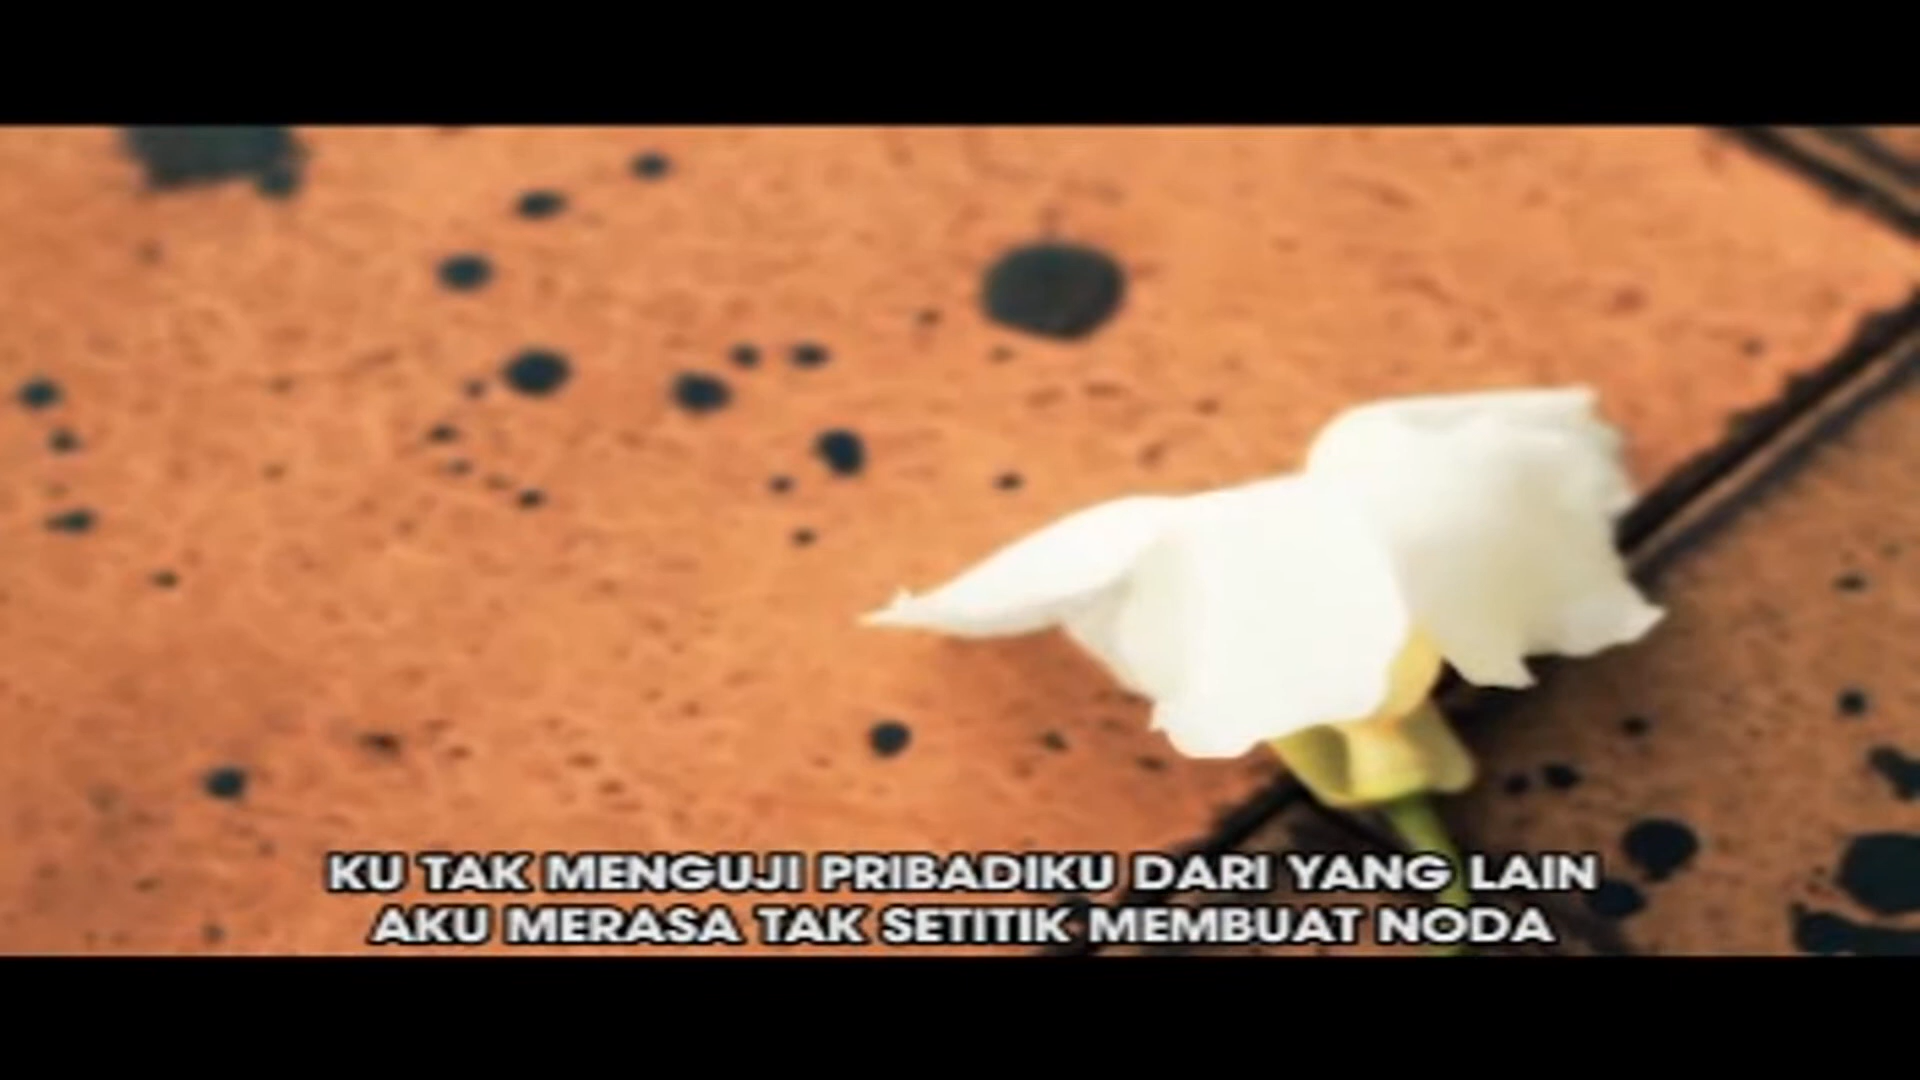 KU TAK MENGUJI PRIBADIKU DARI YANG LAIN
AKU MERASA TAK SETITIK MEMBUAT NODA